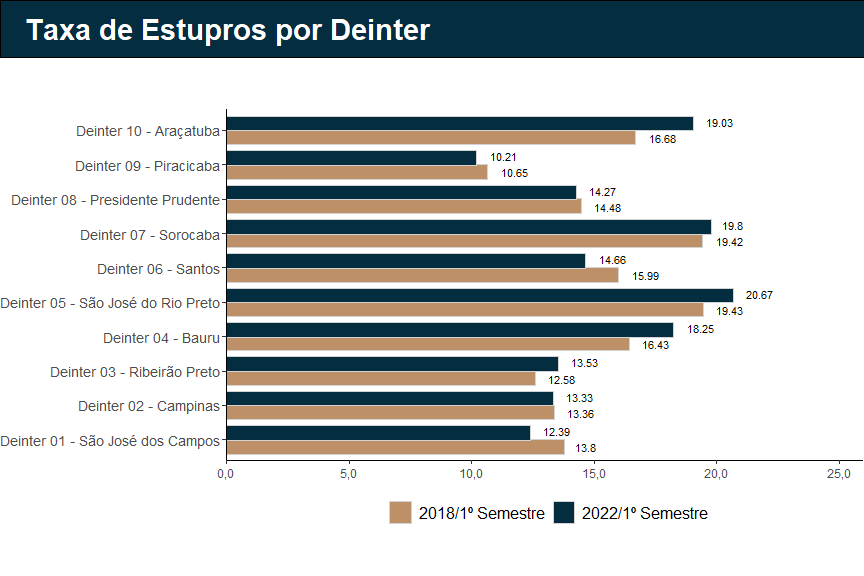 Taxa de Estupros por Deinter
Deinter 10 - Araçatuba
19.03
16.68
Deinter 09 - Piracicaba
10.21
10.65
Deinter 08 - Presidente Prudente
14.27
14.48
Deinter 07 - Sorocaba
19.8
19.42
Deinter 06 - Santos
14.66
15.99
Deinter 05 - São José do Rio Preto
20.67
19.43
Deinter 04 - Bauru
18.25
16.43
Deinter 03 - Ribeirão Preto
13.53
12.58
Deinter 02 - Campinas
13.33
13.36
Deinter 01 - São José dos Campos
12.39
13.8
0,0 5,0 10,0 15,0 20,0 25,0
2018/1º Semestre 2022/1º Semestre